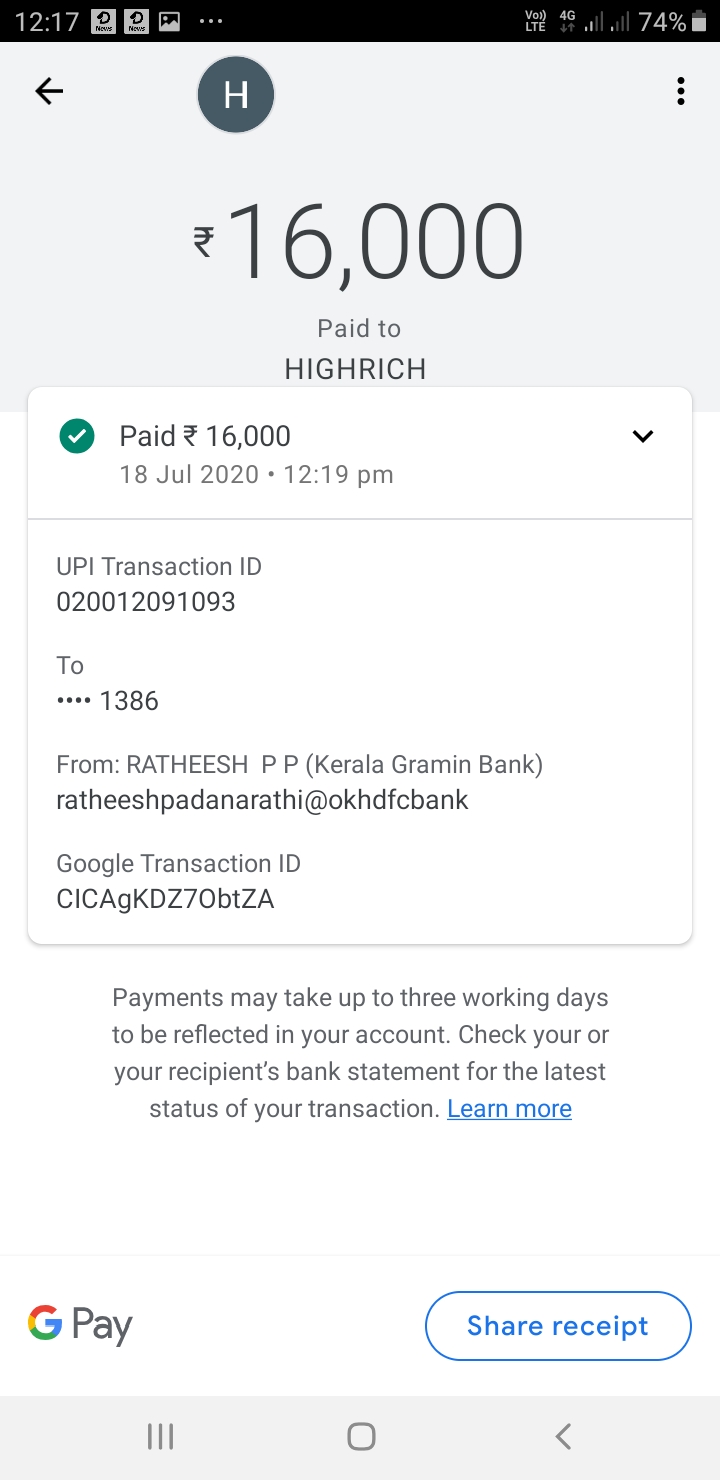 12:17 News News ... Vo)) LTE 4G 74%
H
₹16,000
Paid to
HIGHRICH
Paid ₹ 16,000
18 Jul 2020 • 12:19 pm
UPI Transaction ID
020012091093
To
•••• 1386
From: RATHEESH P P (Kerala Gramin Bank)
ratheeshpadanarathi@okhdfcbank
Google Transaction ID
CICAgKDZ7ObtZA
Payments may take up to three working days
to be reflected in your account. Check your or
your recipient's bank statement for the latest
status of your transaction. Learn more
G Pay
Share receipt